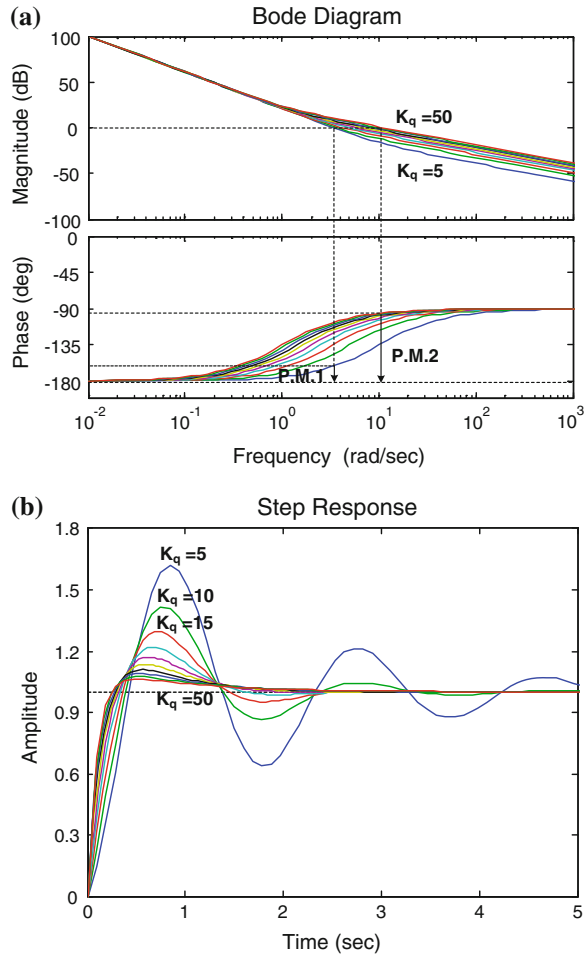 (a)
Bode Diagram
Magnitude (dB)
100
50
0
-50
-100
K_q =50
K_q =5
Phase (deg)
0
-45
-90
-135
-180
P.M.1
P.M.2
10^-2 10^-1 10^0 10^1 10^2 10^3
Frequency (rad/sec)
(b)
Step Response
Amplitude
1.8
1.5
1.2
0.9
0.6
0.3
0
K_q =5
K_q =10
K_q =15
K_q =50
0 1 2 3 4 5
Time (sec)